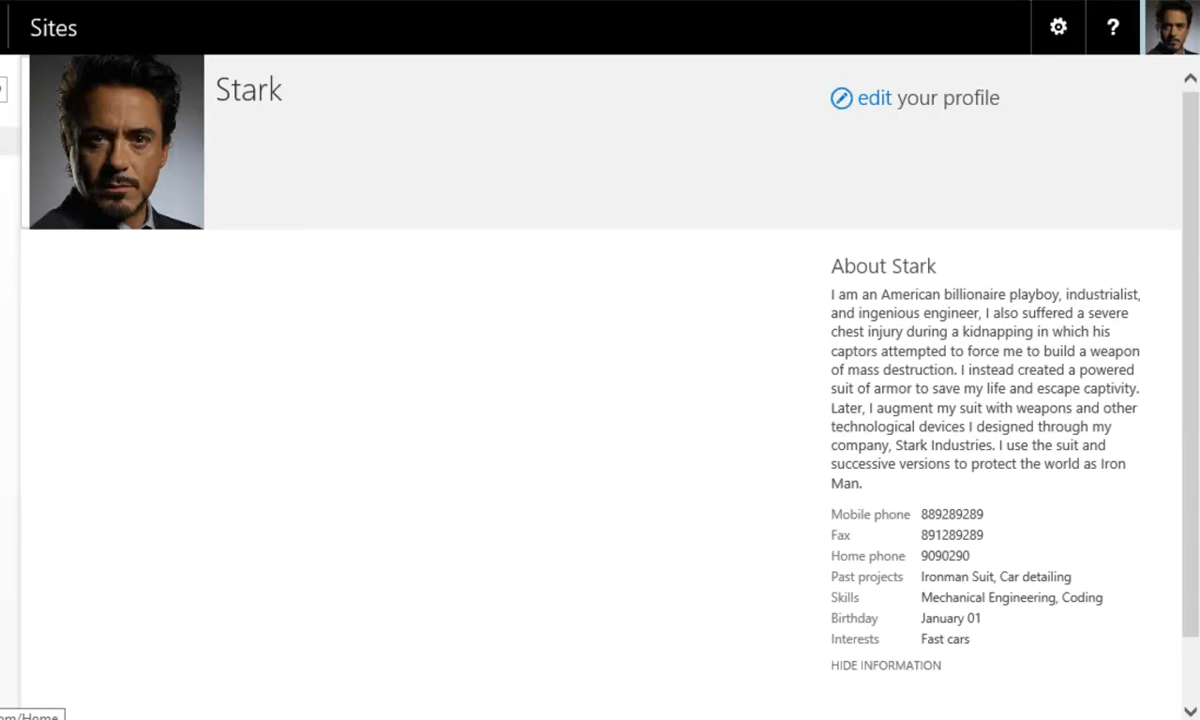 Sites
?
Stark
edit your profile
About Stark
I am an American billionaire playboy, industrialist,
and ingenious engineer, I also suffered a severe
chest injury during a kidnapping in which his
captors attempted to force me to build a weapon
of mass destruction. I instead created a powered
suit of armor to save my life and escape captivity.
Later, I augment my suit with weapons and other
technological devices I designed through my
company, Stark Industries. I use the suit and
successive versions to protect the world as Iron
Man.
Mobile phone 889289289
Fax 891289289
Home phone 9090290
Past projects Ironman Suit, Car detailing
Skills Mechanical Engineering, Coding
Birthday January 01
Interests Fast cars
HIDE INFORMATION
om/Home